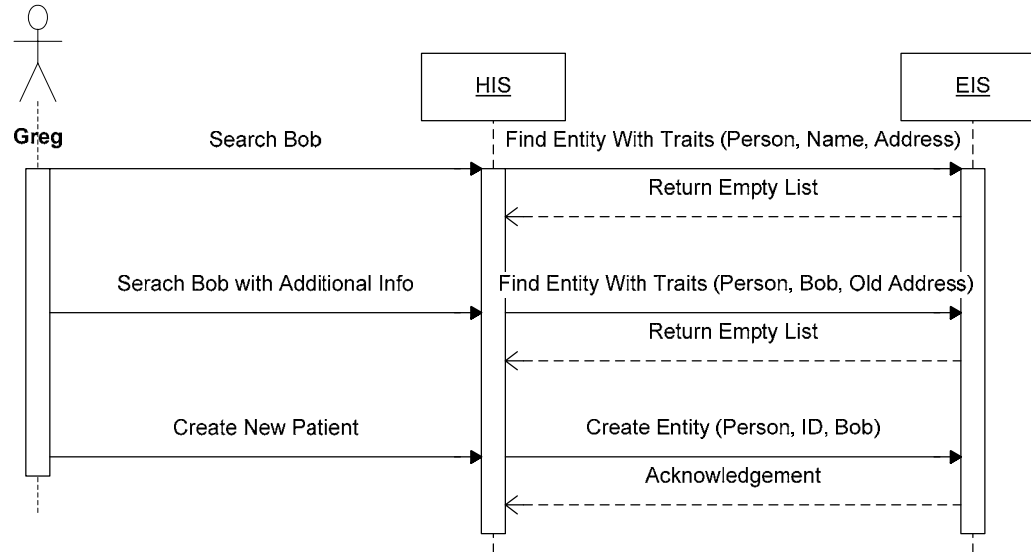 HIS
EIS
Greg
Search Bob
Find Entity With Traits (Person, Name, Address)
Return Empty List
Serach Bob with Additional Info
Find Entity With Traits (Person, Bob, Old Address)
Return Empty List
Create New Patient
Create Entity (Person, ID, Bob)
Acknowledgement